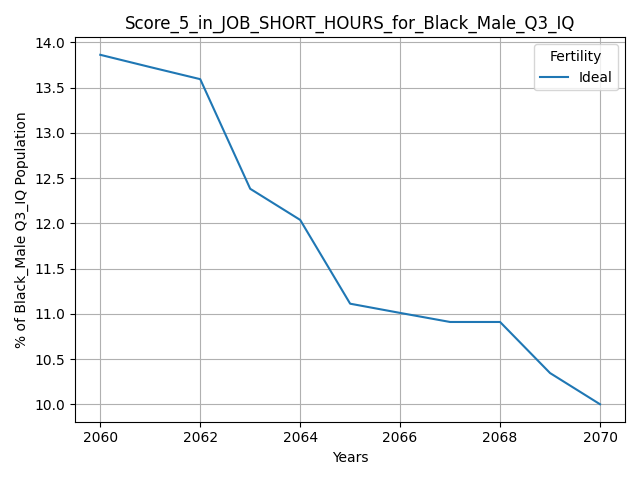 Score_5_in_JOB_SHORT_HOURS_for_Black_Male_Q3_IQ
% of Black_Male Q3_IQ Population
14.0
13.5
13.0
12.5
12.0
11.5
11.0
10.5
10.0
Fertility
Ideal
2060 2062 2064 2066 2068 2070
Years